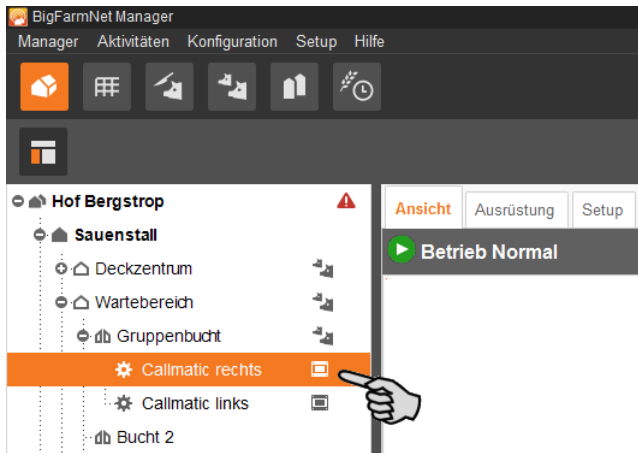 BigFarmNet Manager
Manager Aktivitäten Konfiguration Setup Hilfe
Hof Bergstrop
Ansicht Ausrüstung Setup
Sauenstall
Betrieb Normal
Deckzentrum
Wartebereich
Gruppenbucht
Callmatic rechts
Callmatic links
Bucht 2